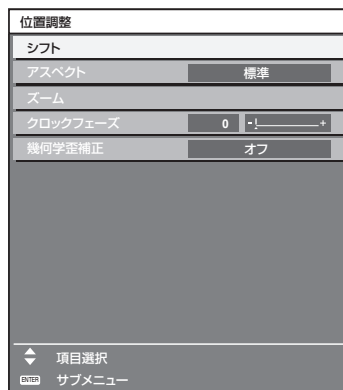 位置調整
シフト
アスペクト 標準
ズーム
クロックフェーズ 0 - +
幾何学歪補正 オフ
項目選択
ENTER サブメニュー